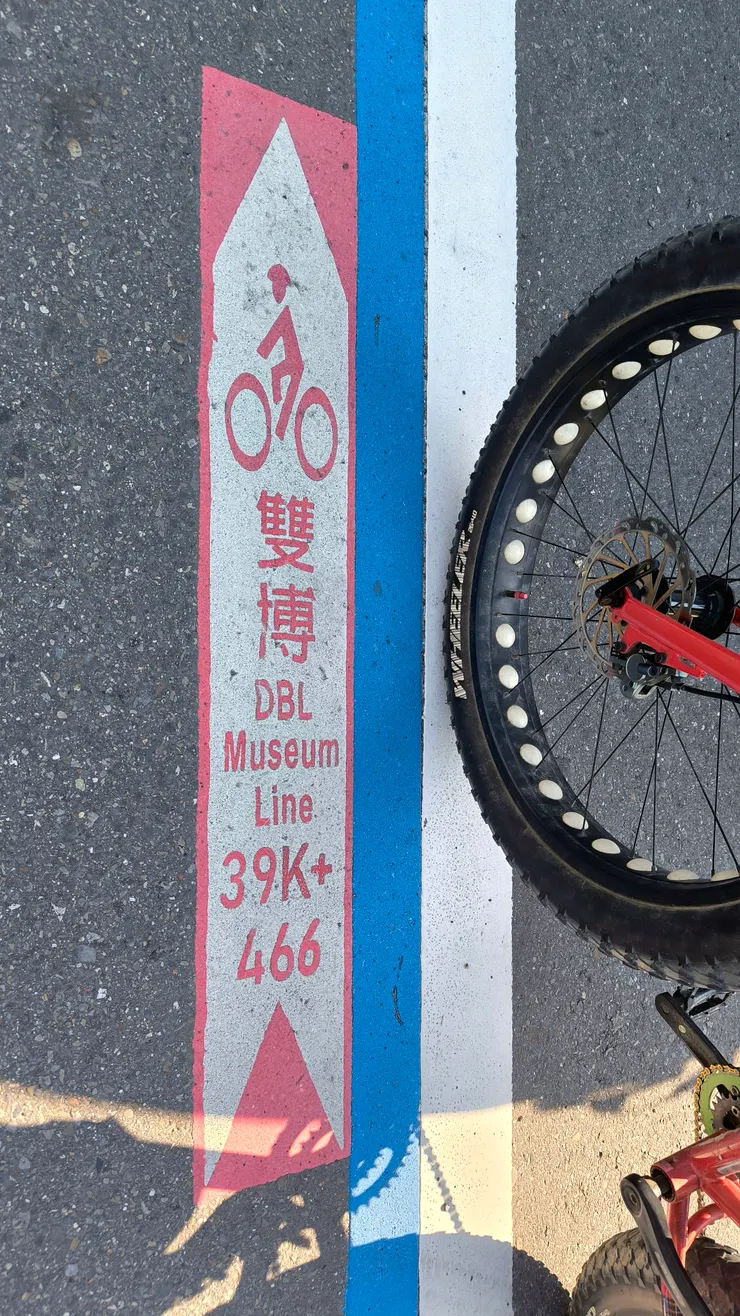 雙
博
DBL
Museum
Line
39K+
466